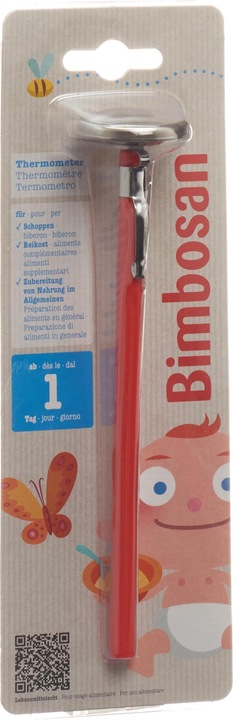 Thermometer
Thermomètre
Termometro
für · pour · per
✓ Schoppen
biberon · biberon
✓ Beikost · aliments
complémentaires ·
alimenti
supplementari
✓ Zubereitung
von Nahrung im
Allgemeinen
Préparation des
aliments en général
Preparazione di
alimenti in generale
ab · dès le · dal
1
Tag · jour · giorno
Bimbosan
Lebensmittelecht · Pour usage alimentaire · Per uso alimentare